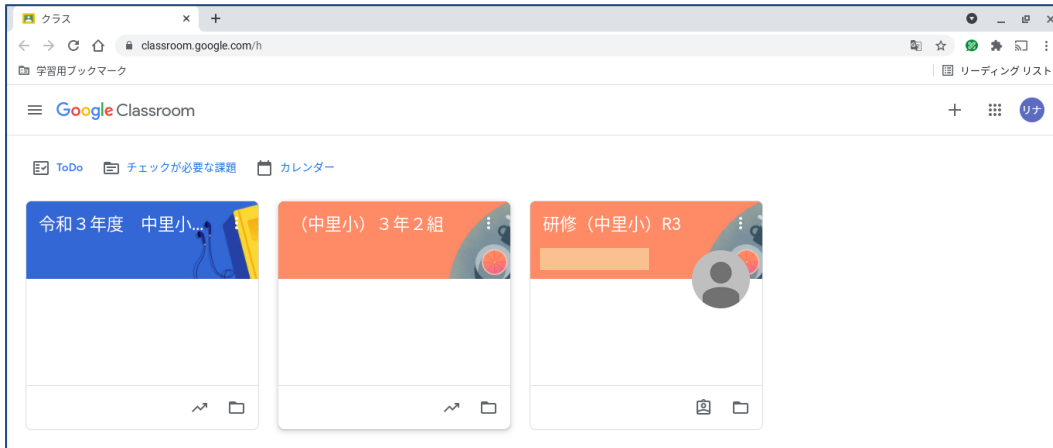 クラス
classroom.google.com/h
学習用ブックマーク
リーディング リスト
Google Classroom
リナ
ToDo
チェックが必要な課題
カレンダー
令和３年度　中里小...
（中里小）３年２組
研修（中里小）R3